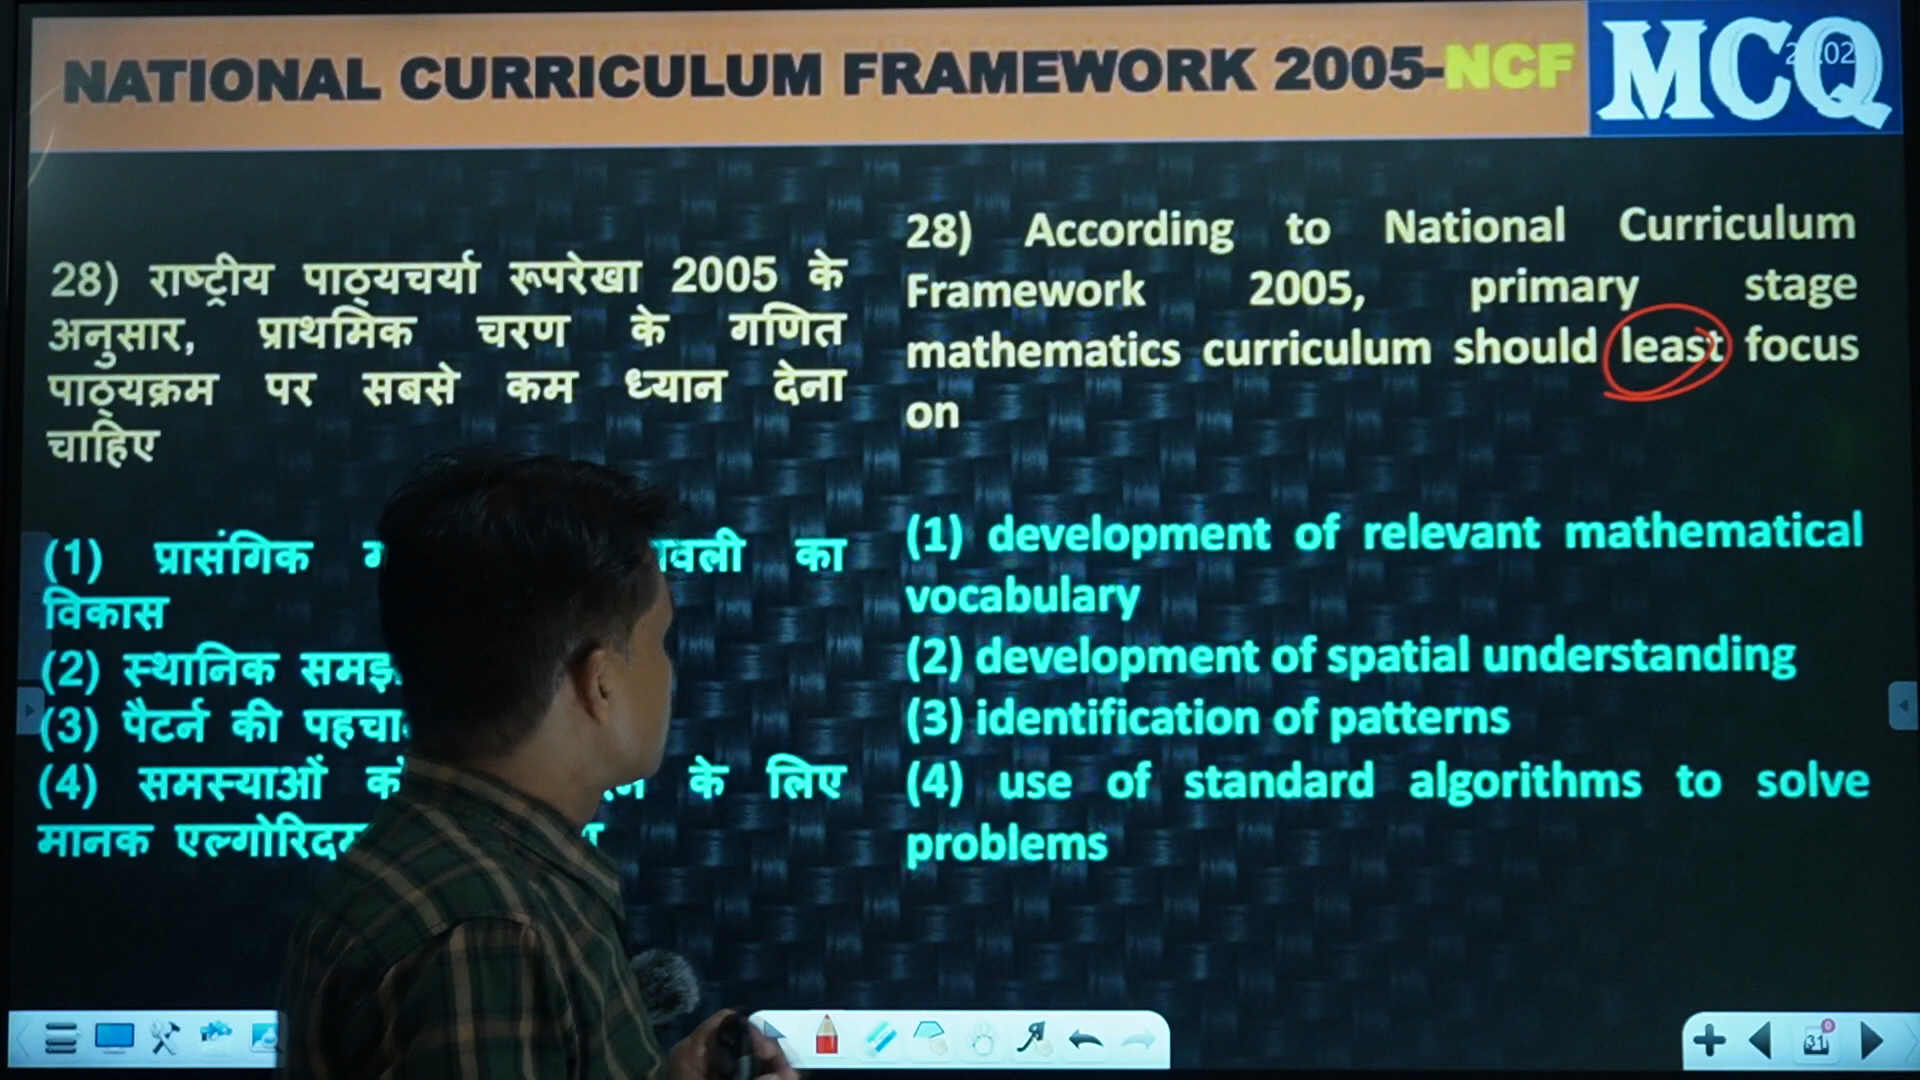 NATIONAL CURRICULUM FRAMEWORK 2005-NCF
MCQ
28) राष्ट्रीय पाठ्यचर्या रूपरेखा 2005 के
अनुसार, प्राथमिक चरण के गणित
पाठ्यक्रम पर सबसे कम ध्यान देना
चाहिए
(1) प्रासंगिक का
विकास
(2) स्थानिक
(3) पैटर्न की
(4) समस्याओं के लिए
मानक
28) According to National Curriculum
Framework 2005, primary stage
mathematics curriculum should least focus
on
(1) development of relevant mathematical
vocabulary
(2) development of spatial understanding
(3) identification of patterns
(4) use of standard algorithms to solve
problems
31